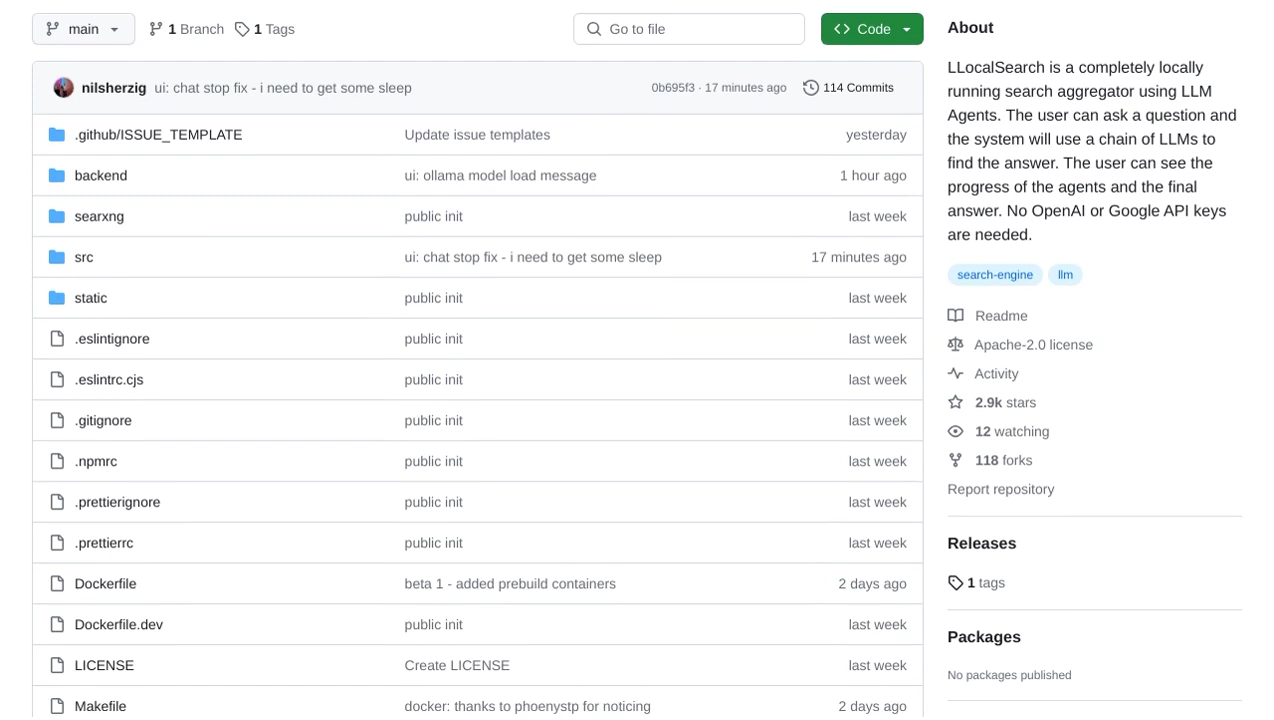 main 1 Branch 1 Tags Go to file Code
nilsherzig ui: chat stop fix - i need to get some sleep 0b695f3 · 17 minutes ago 114 Commits
.github/ISSUE_TEMPLATE Update issue templates yesterday
backend ui: ollama model load message 1 hour ago
searxng public init last week
src ui: chat stop fix - i need to get some sleep 17 minutes ago
static public init last week
.eslintignore public init last week
.eslintrc.cjs public init last week
.gitignore public init last week
.npmrc public init last week
.prettierignore public init last week
.prettierrc public init last week
Dockerfile beta 1 - added prebuild containers 2 days ago
Dockerfile.dev public init last week
LICENSE Create LICENSE last week
Makefile docker: thanks to phoenystp for noticing 2 days ago
About
LLocalSearch is a completely locally
running search aggregator using LLM
Agents. The user can ask a question and
the system will use a chain of LLMs to
find the answer. The user can see the
progress of the agents and the final
answer. No OpenAI or Google API keys
are needed.
search-engine llm
Readme
Apache-2.0 license
Activity
2.9k stars
12 watching
118 forks
Report repository
Releases
1 tags
Packages
No packages published